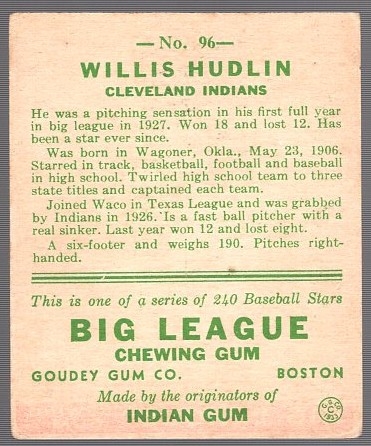 —No. 96—
WILLIS HUDLIN
CLEVELAND INDIANS
He was a pitching sensation in his first full year
in big league in 1927. Won 18 and lost 12. Has
been a star ever since.
Was born in Wagoner, Okla., May 23, 1906.
Starred in track, basketball, football and baseball
in high school. Twirled high school team to three
state titles and captained each team.
Joined Waco in Texas League and was grabbed
by Indians in 1926. Is a fast ball pitcher with a
real sinker. Last year won 12 and lost eight.
A six-footer and weighs 190. Pitches right-
handed.
This is one of a series of 240 Baseball Stars
BIG LEAGUE
CHEWING GUM
GOUDEY GUM CO. BOSTON
Made by the originators of
INDIAN GUM
G.G.CO.
C
1933